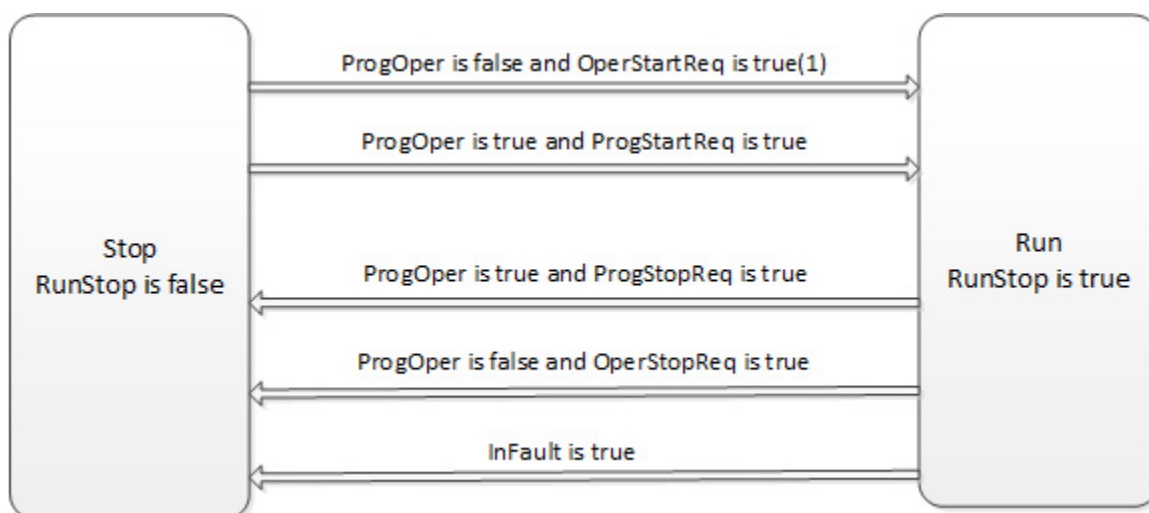 ProgOper is false and OperStartReq is true(1)
ProgOper is true and ProgStartReq is true
Stop
RunStop is false
Run
RunStop is true
ProgOper is true and ProgStopReq is true
ProgOper is false and OperStopReq is true
InFault is true